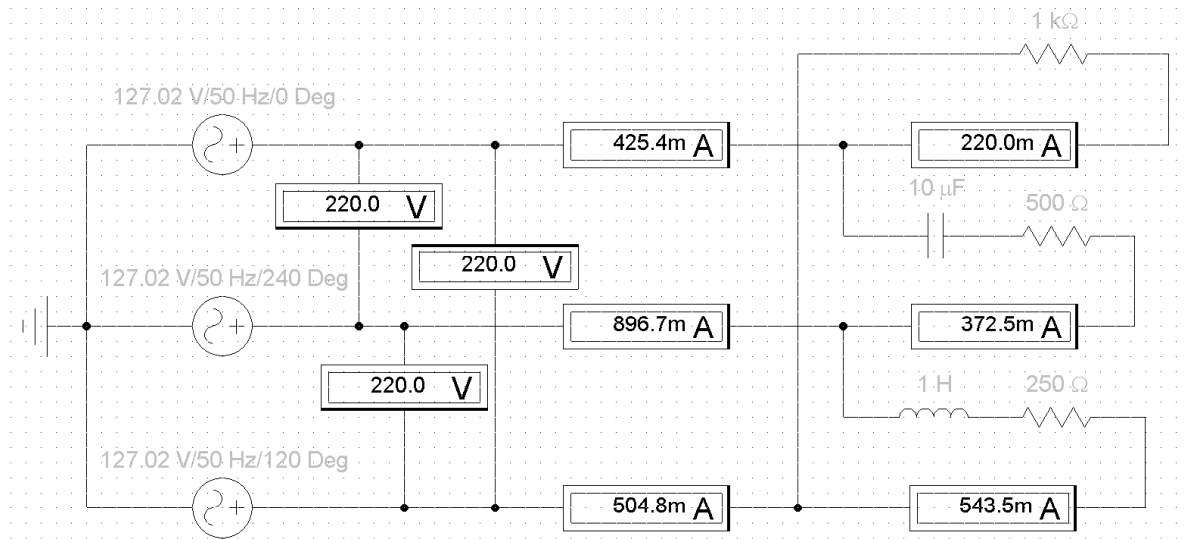 1 kΩ
127.02 V/50 Hz/0 Deg
425.4m A
220.0m A
10 µF
500 Ω
220.0 V
220.0 V
127.02 V/50 Hz/240 Deg
896.7m A
372.5m A
220.0 V
1 H
250 Ω
127.02 V/50 Hz/120 Deg
504.8m A
543.5m A